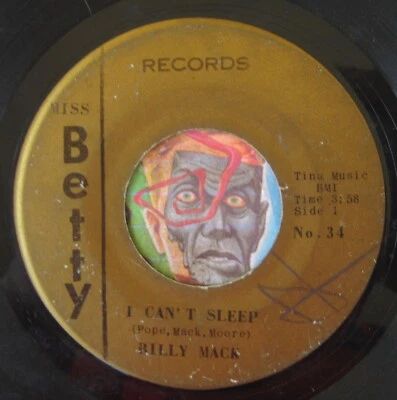 RECORDS
MISS
Betty
Tina Music
BMI
Time 3:58
Side 1
No. 34
I CAN'T SLEEP
(Pope, Mack, Moore)
BILLY MACK